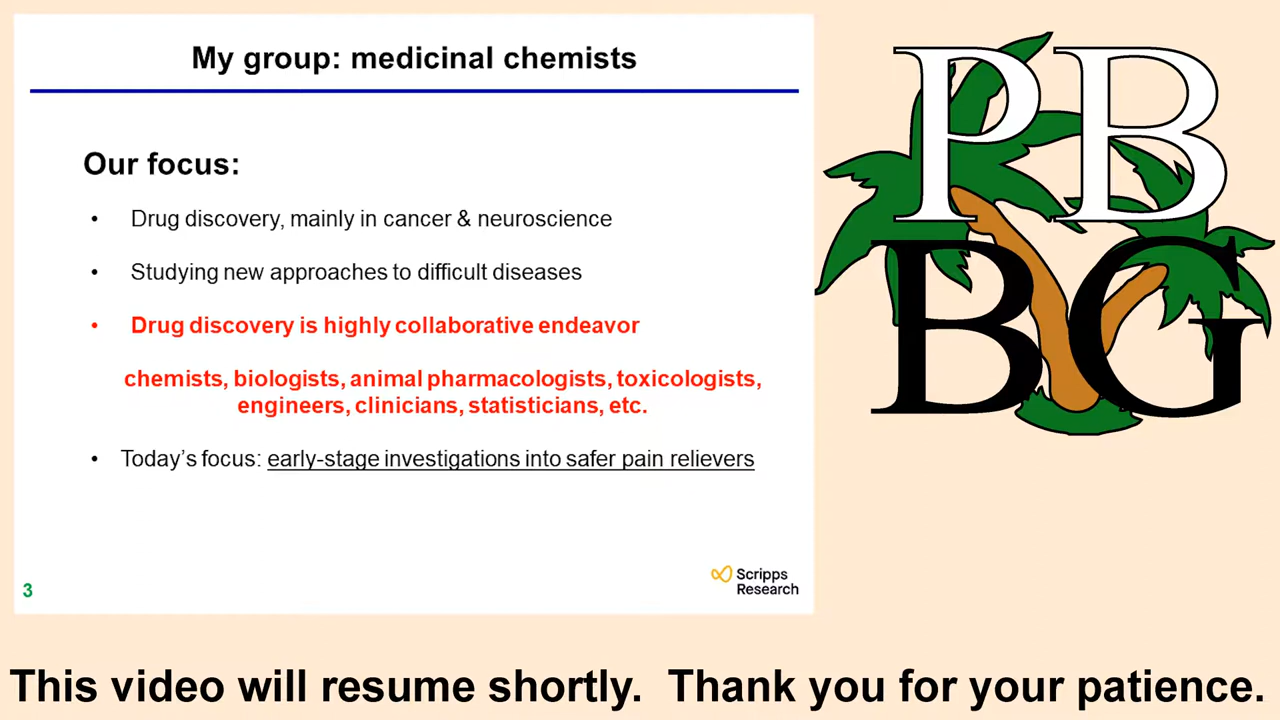 My group: medicinal chemists
Our focus:
• Drug discovery, mainly in cancer & neuroscience
• Studying new approaches to difficult diseases
• Drug discovery is highly collaborative endeavor
chemists, biologists, animal pharmacologists, toxicologists,
engineers, clinicians, statisticians, etc.
• Today’s focus: early-stage investigations into safer pain relievers
3
Scripps
Research
PB
BG
This video will resume shortly. Thank you for your patience.